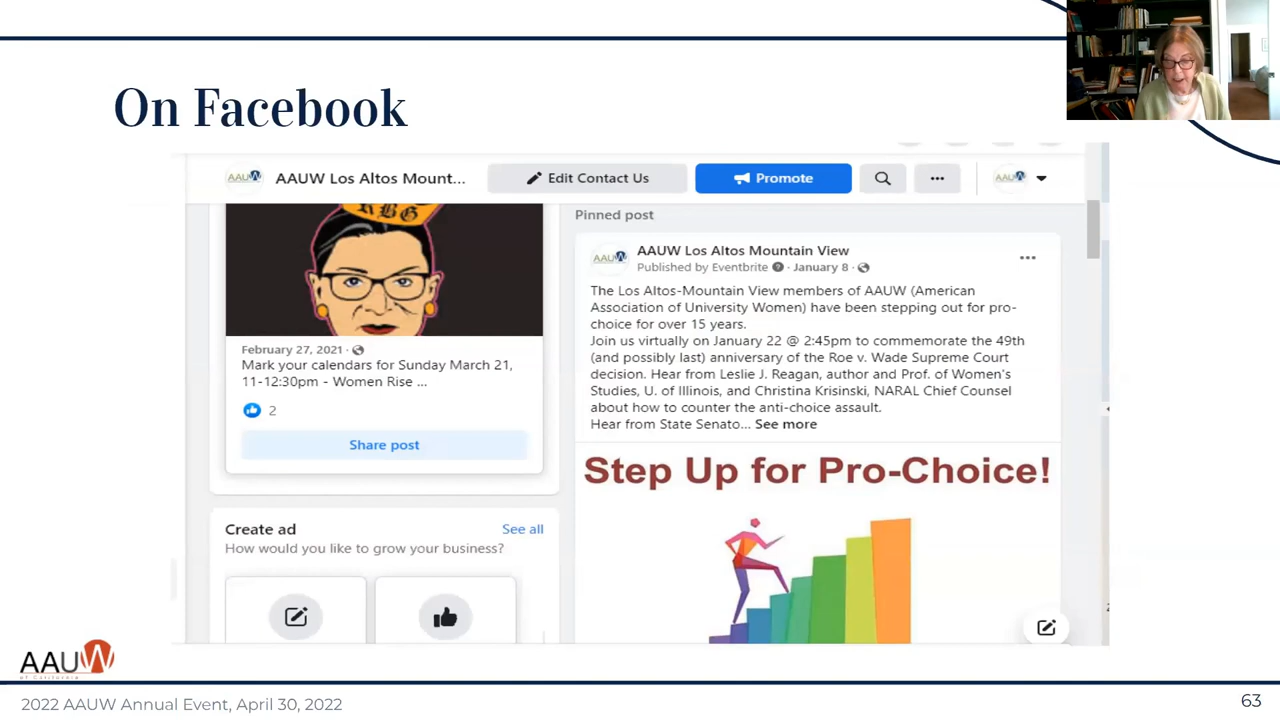 On Facebook
AAUW
AAUW Los Altos Mount...
Edit Contact Us
Promote
AAUW
RBG
February 27, 2021 ·
Mark your calendars for Sunday March 21,
11-12:30pm - Women Rise ...
2
Share post
Create ad
See all
How would you like to grow your business?
Pinned post
AAUW
AAUW Los Altos Mountain View
Published by Eventbrite · January 8 ·
The Los Altos-Mountain View members of AAUW (American
Association of University Women) have been stepping out for pro-
choice for over 15 years.
Join us virtually on January 22 @ 2:45pm to commemorate the 49th
(and possibly last) anniversary of the Roe v. Wade Supreme Court
decision. Hear from Leslie J. Reagan, author and Prof. of Women's
Studies, U. of Illinois, and Christina Krisinski, NARAL Chief Counsel
about how to counter the anti-choice assault.
Hear from State Senato... See more
Step Up for Pro-Choice!
AAUW
of California
2022 AAUW Annual Event, April 30, 2022
63